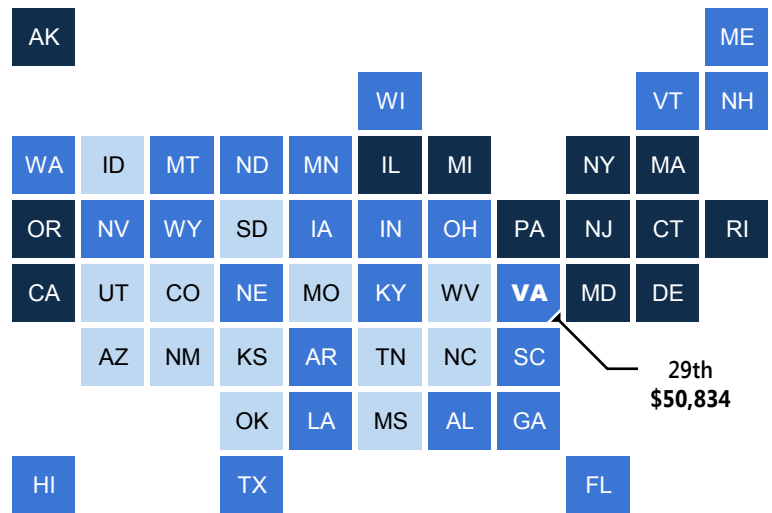 AK ME
WI VT NH
WA ID MT ND MN IL MI NY MA
OR NV WY SD IA IN OH PA NJ CT RI
CA UT CO NE MO KY WV VA MD DE
AZ NM KS AR TN NC SC
29th
$50,834
OK LA MS AL GA
HI TX FL